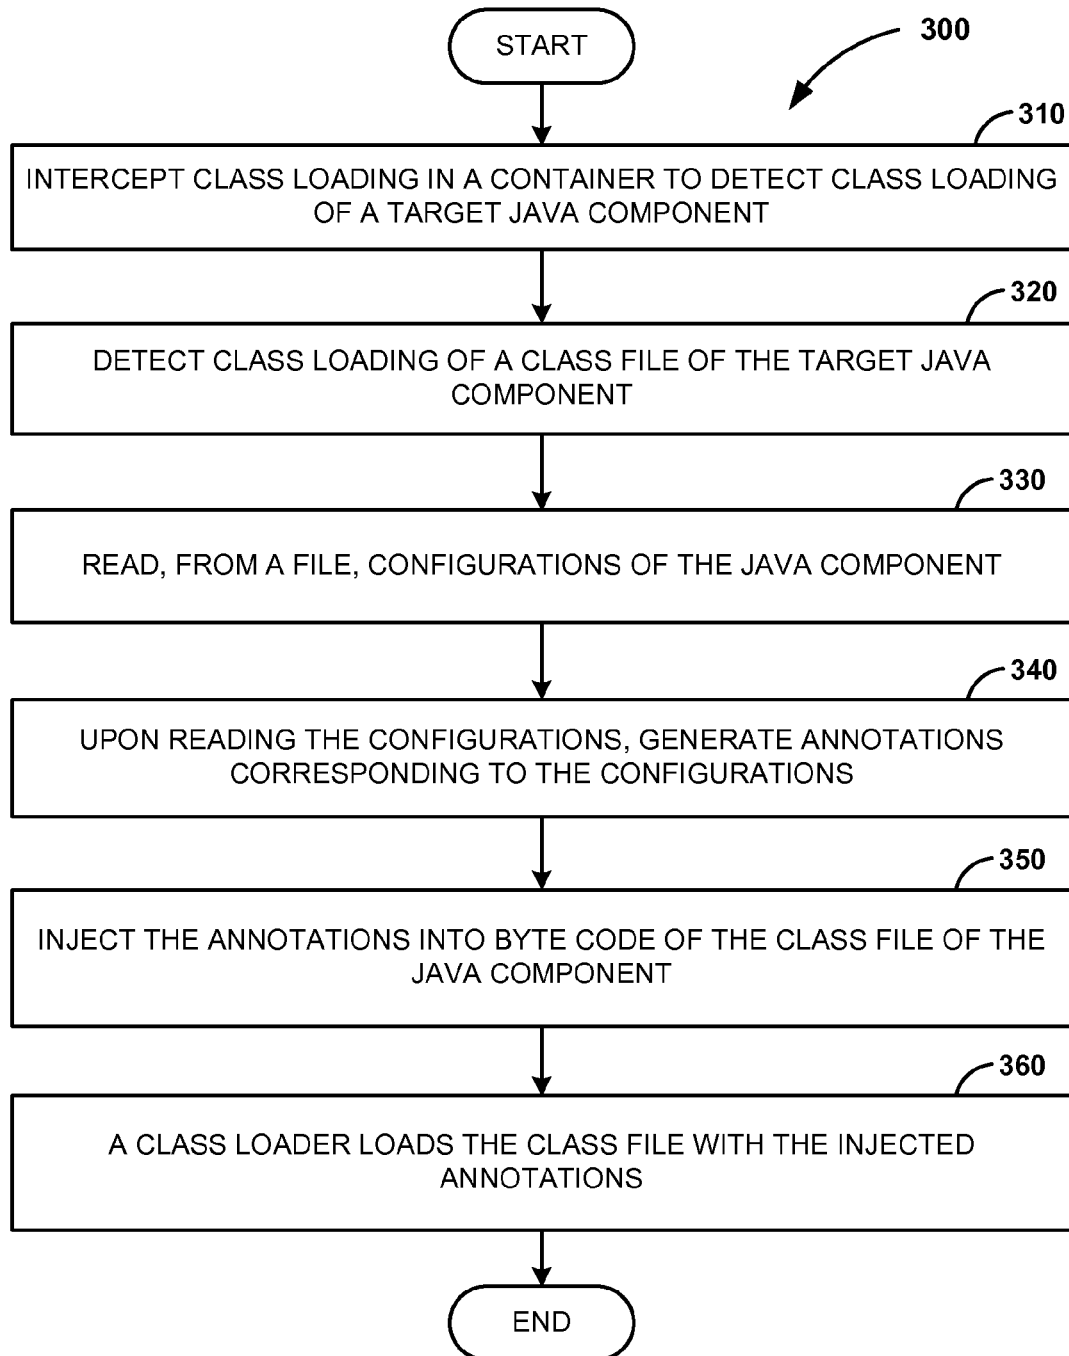 START
300
310
INTERCEPT CLASS LOADING IN A CONTAINER TO DETECT CLASS LOADING
OF A TARGET JAVA COMPONENT
320
DETECT CLASS LOADING OF A CLASS FILE OF THE TARGET JAVA
COMPONENT
330
READ, FROM A FILE, CONFIGURATIONS OF THE JAVA COMPONENT
340
UPON READING THE CONFIGURATIONS, GENERATE ANNOTATIONS
CORRESPONDING TO THE CONFIGURATIONS
350
INJECT THE ANNOTATIONS INTO BYTE CODE OF THE CLASS FILE OF THE
JAVA COMPONENT
360
A CLASS LOADER LOADS THE CLASS FILE WITH THE INJECTED
ANNOTATIONS
END